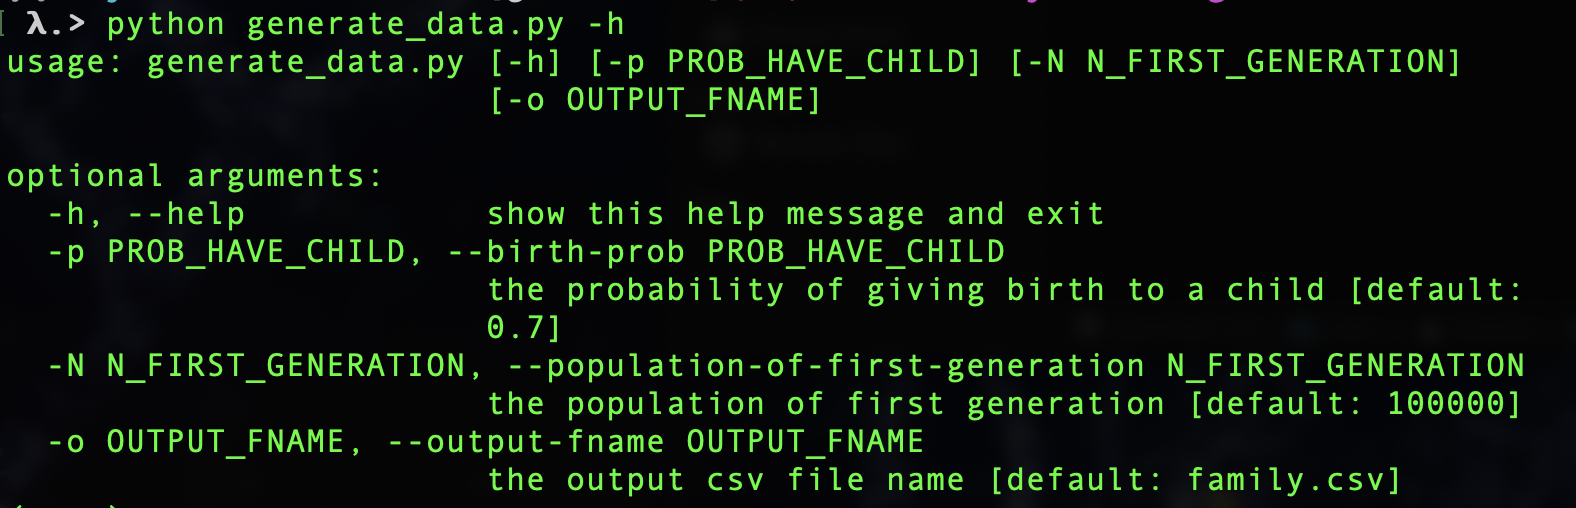 λ.> python generate_data.py -h
usage: generate_data.py [-h] [-p PROB_HAVE_CHILD] [-N N_FIRST_GENERATION]
[-o OUTPUT_FNAME]
optional arguments:
-h, --help show this help message and exit
-p PROB_HAVE_CHILD, --birth-prob PROB_HAVE_CHILD
the probability of giving birth to a child [default:
0.7]
-N N_FIRST_GENERATION, --population-of-first-generation N_FIRST_GENERATION
the population of first generation [default: 100000]
-o OUTPUT_FNAME, --output-fname OUTPUT_FNAME
the output csv file name [default: family.csv]